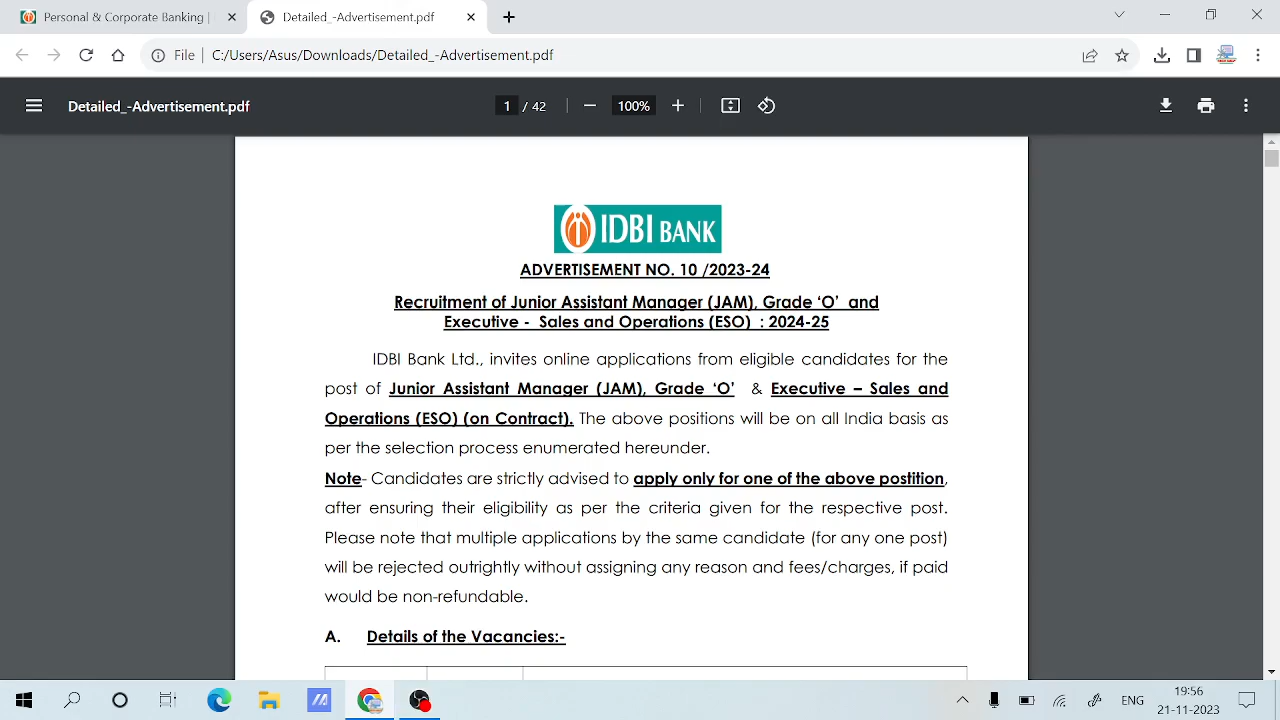 Personal & Corporate Banking |
Detailed_-Advertisement.pdf
File
C:/Users/Asus/Downloads/Detailed_-Advertisement.pdf
Detailed_-Advertisement.pdf
1 / 42
100%
IDBI BANK
ADVERTISEMENT NO. 10 /2023-24
Recruitment of Junior Assistant Manager (JAM), Grade ‘O’ and
Executive - Sales and Operations (ESO) : 2024-25
IDBI Bank Ltd., invites online applications from eligible candidates for the
post of Junior Assistant Manager (JAM), Grade ‘O’ & Executive – Sales and
Operations (ESO) (on Contract). The above positions will be on all India basis as
per the selection process enumerated hereunder.
Note- Candidates are strictly advised to apply only for one of the above postition,
after ensuring their eligibility as per the criteria given for the respective post.
Please note that multiple applications by the same candidate (for any one post)
will be rejected outrightly without assigning any reason and fees/charges, if paid
would be non-refundable.
A. Details of the Vacancies:-
ENG
19:56
21-11-2023